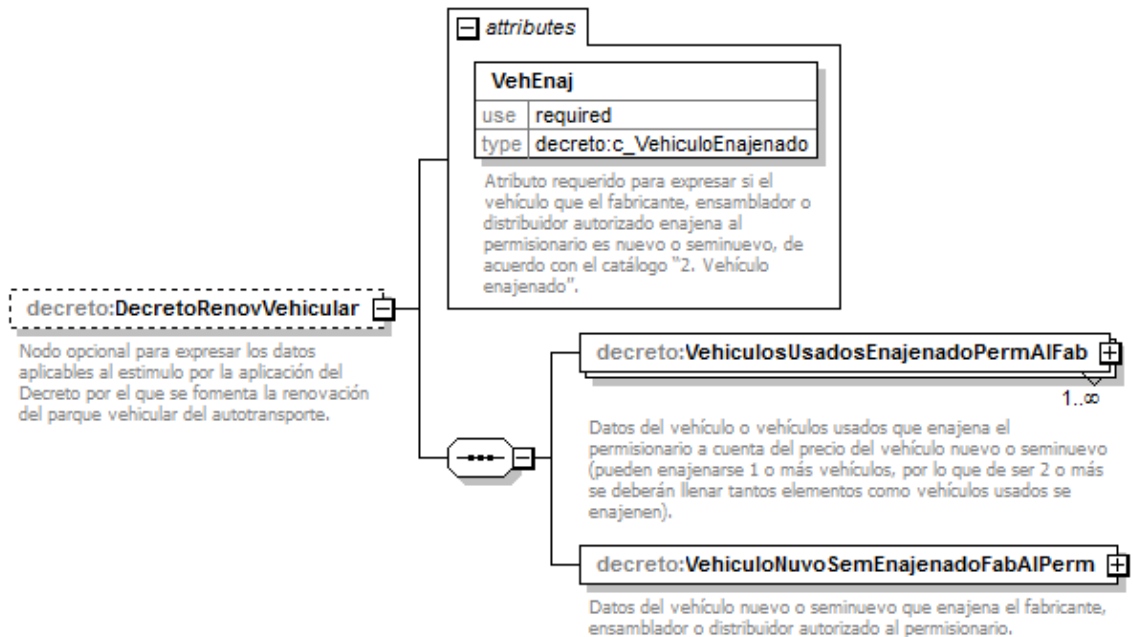 attributes
VehEnaj
use required
type decreto:c_VehiculoEnajenado
Atributo requerido para expresar si el
vehículo que el fabricante, ensamblador o
distribuidor autorizado enajena al
permisionario es nuevo o seminuevo, de
acuerdo con el catálogo "2. Vehículo
enajenado".
decreto:DecretoRenovVehicular
Nodo opcional para expresar los datos
aplicables al estimulo por la aplicación del
Decreto por el que se fomenta la renovación
del parque vehicular del autotransporte.
decreto:VehiculosUsadosEnajenadoPermAlFab
1..∞
Datos del vehículo o vehículos usados que enajena el
permisionario a cuenta del precio del vehículo nuevo o seminuevo
(pueden enajenarse 1 o más vehículos, por lo que de ser 2 o más
se deberán llenar tantos elementos como vehículos usados se
enajenen).
decreto:VehiculoNuvoSemEnajenadoFabAlPerm
Datos del vehículo nuevo o seminuevo que enajena el fabricante,
ensamblador o distribuidor autorizado al permisionario.